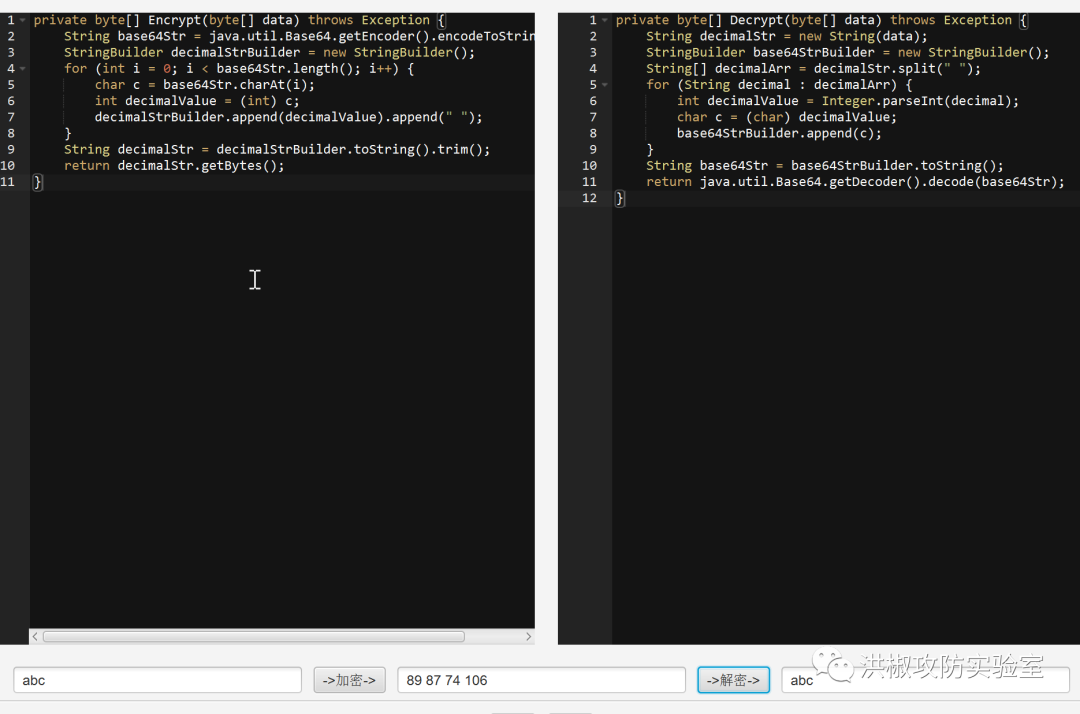 1 private byte[] Encrypt(byte[] data) throws Exception {
2 String base64Str = java.util.Base64.getEncoder().encodeToStrin
3 StringBuilder decimalStrBuilder = new StringBuilder();
4 for (int i = 0; i < base64Str.length(); i++) {
5 char c = base64Str.charAt(i);
6 int decimalValue = (int) c;
7 decimalStrBuilder.append(decimalValue).append(" ");
8 }
9 String decimalStr = decimalStrBuilder.toString().trim();
10 return decimalStr.getBytes();
11 }
1 private byte[] Decrypt(byte[] data) throws Exception {
2 String decimalStr = new String(data);
3 StringBuilder base64StrBuilder = new StringBuilder();
4 String[] decimalArr = decimalStr.split(" ");
5 for (String decimal : decimalArr) {
6 int decimalValue = Integer.parseInt(decimal);
7 char c = (char) decimalValue;
8 base64StrBuilder.append(c);
9 }
10 String base64Str = base64StrBuilder.toString();
11 return java.util.Base64.getDecoder().decode(base64Str);
12 }
abc ->加密-> 89 87 74 106 ->解密-> abc
洪椒攻防实验室